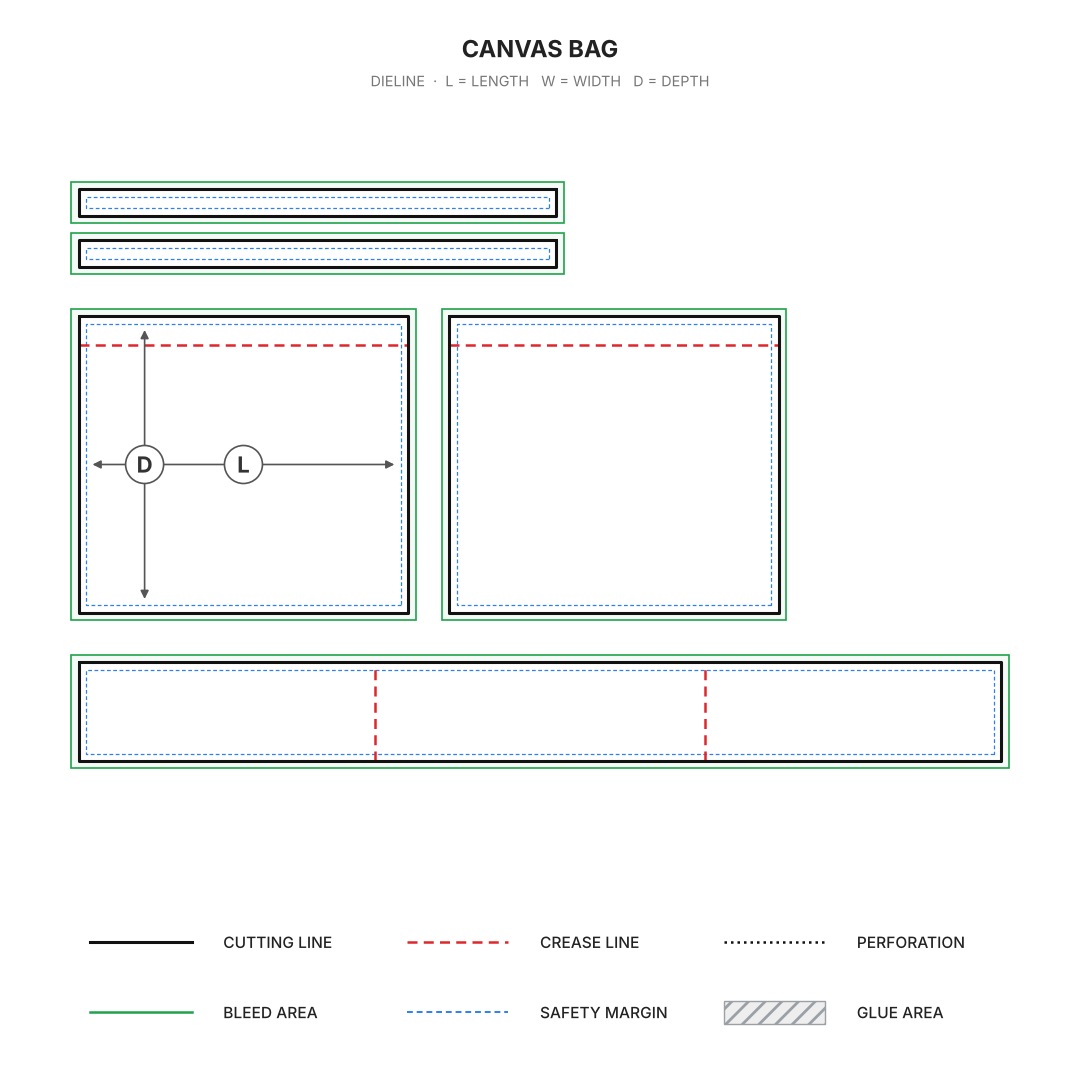 CANVAS BAG
DIELINE · L = LENGTH W = WIDTH D = DEPTH
D
L
CUTTING LINE
CREASE LINE
PERFORATION
BLEED AREA
SAFETY MARGIN
GLUE AREA